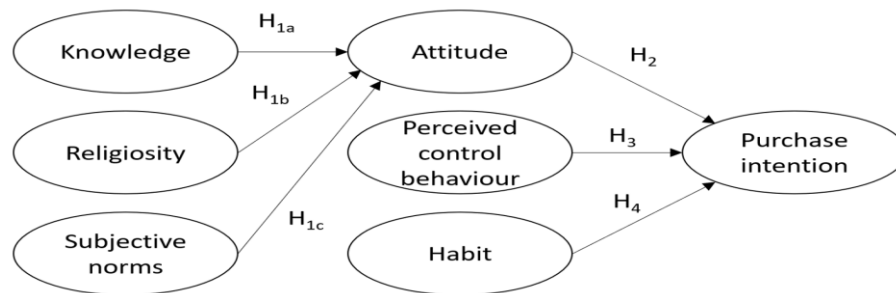 Knowledge
H1a
Attitude
H2
H1b
Religiosity
Perceived
control
behaviour
H3
Purchase
intention
Subjective
norms
H1c
Habit
H4